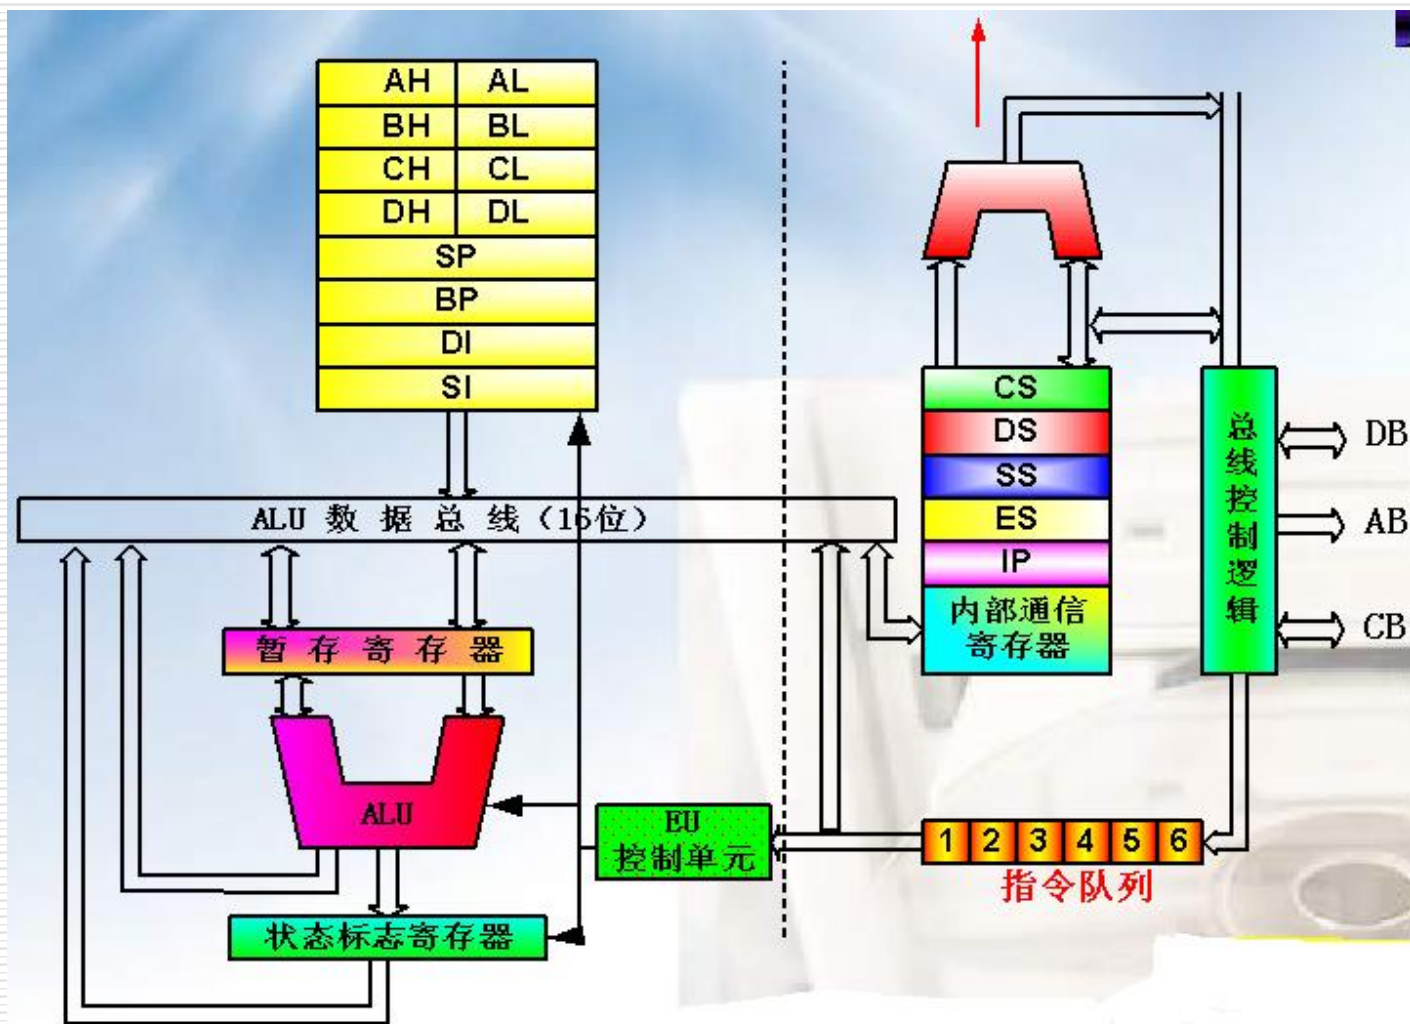 AH AL
BH BL
CH CL
DH DL
SP
BP
DI
SI
ALU 数 据 总 线（16位）
暂 存 寄 存 器
ALU
状态标志寄存器
EU
控制单元
CS
DS
SS
ES
IP
内部通信
寄存器
总线控制逻辑
DB
AB
CB
1 2 3 4 5 6
指令队列